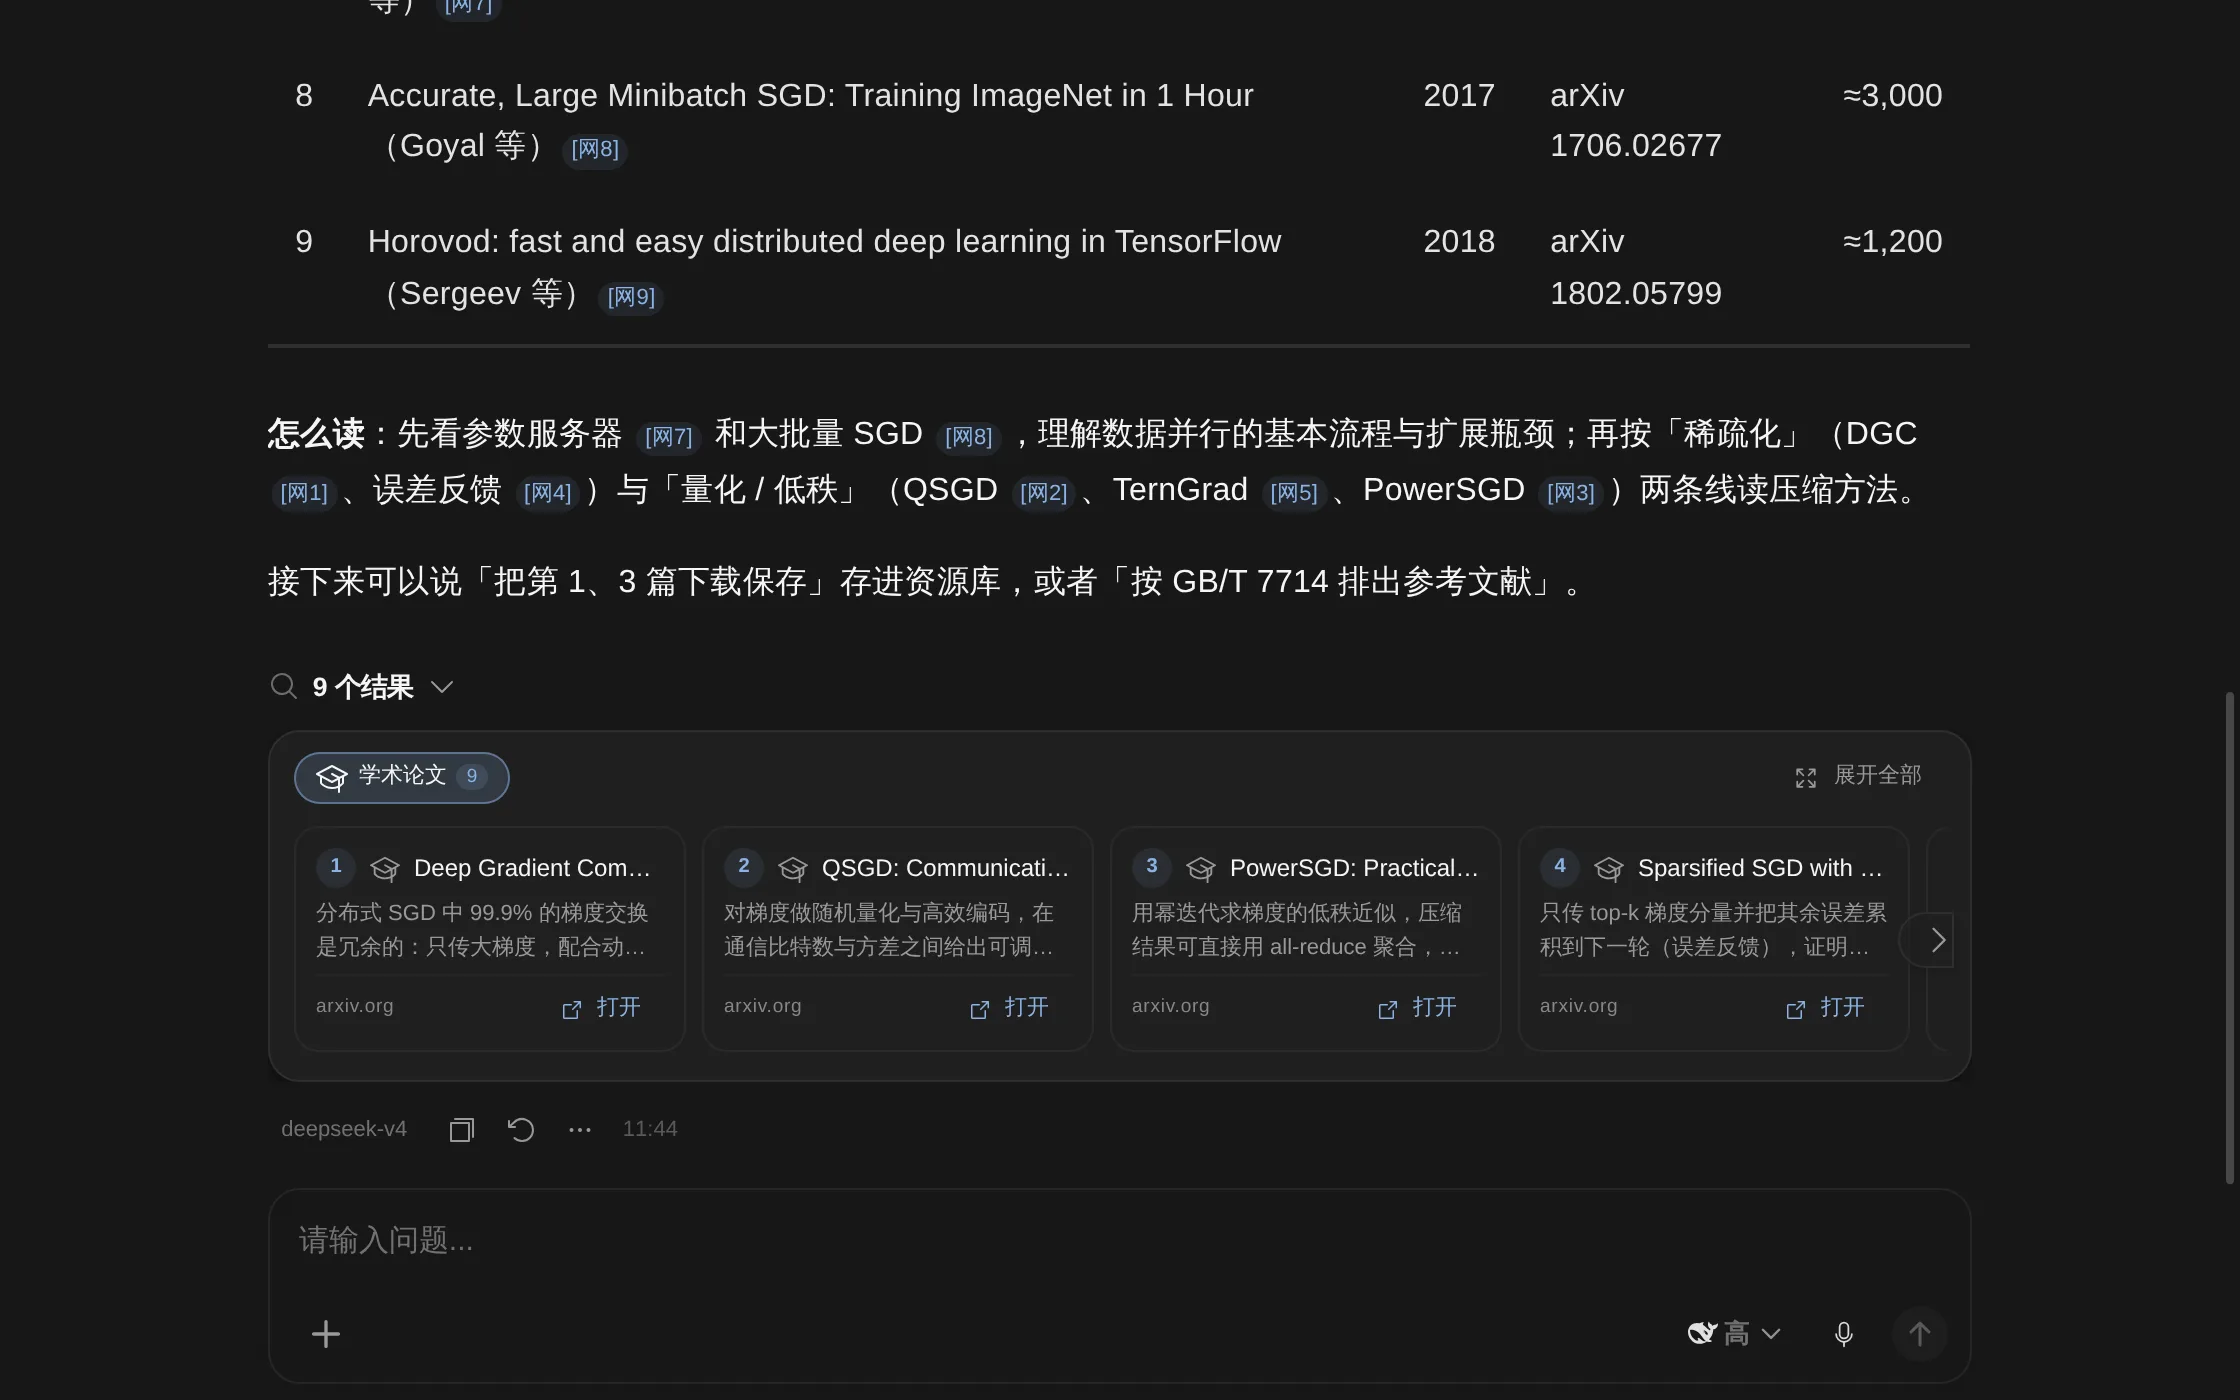 等）[网7]
8 Accurate, Large Minibatch SGD: Training ImageNet in 1 Hour 2017 arXiv ≈3,000
（Goyal 等）[网8] 1706.02677
9 Horovod: fast and easy distributed deep learning in TensorFlow 2018 arXiv ≈1,200
（Sergeev 等）[网9] 1802.05799
怎么读：先看参数服务器 [网7] 和大批量 SGD [网8]，理解数据并行的基本流程与扩展瓶颈；再按「稀疏化」（DGC
[网1]、误差反馈 [网4]）与「量化 / 低秩」（QSGD [网2]、TernGrad [网5]、PowerSGD [网3]）两条线读压缩方法。
接下来可以说「把第 1、3 篇下载保存」存进资源库，或者「按 GB/T 7714 排出参考文献」。
9 个结果
学术论文 9 展开全部
1 Deep Gradient Com…
分布式 SGD 中 99.9% 的梯度交换
是冗余的：只传大梯度，配合动…
arxiv.org 打开
2 QSGD: Communicati…
对梯度做随机量化与高效编码，在
通信比特数与方差之间给出可调…
arxiv.org 打开
3 PowerSGD: Practical…
用幂迭代求梯度的低秩近似，压缩
结果可直接用 all-reduce 聚合，…
arxiv.org 打开
4 Sparsified SGD with …
只传 top-k 梯度分量并把其余误差累
积到下一轮（误差反馈），证明…
arxiv.org 打开
deepseek-v4 11:44
请输入问题...
高